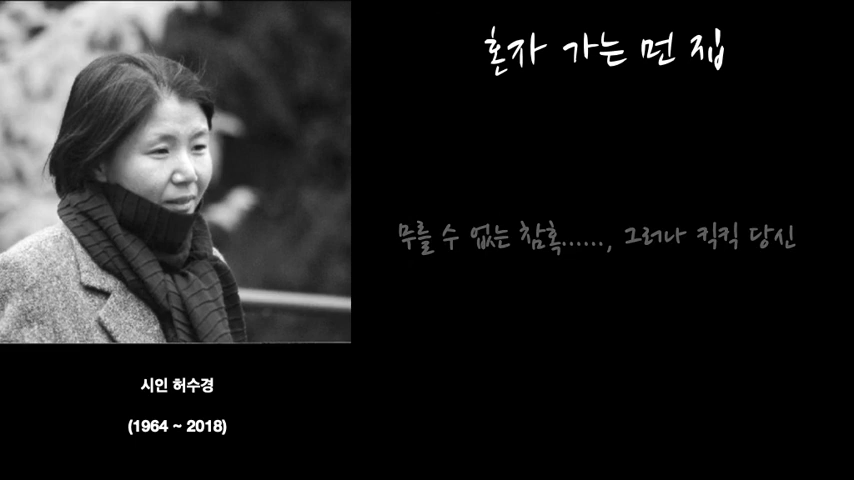 혼자 가는 먼 집
무를 수 없는 참혹......, 그러나 킥킥 당신
시인 허수경
(1964 ~ 2018)